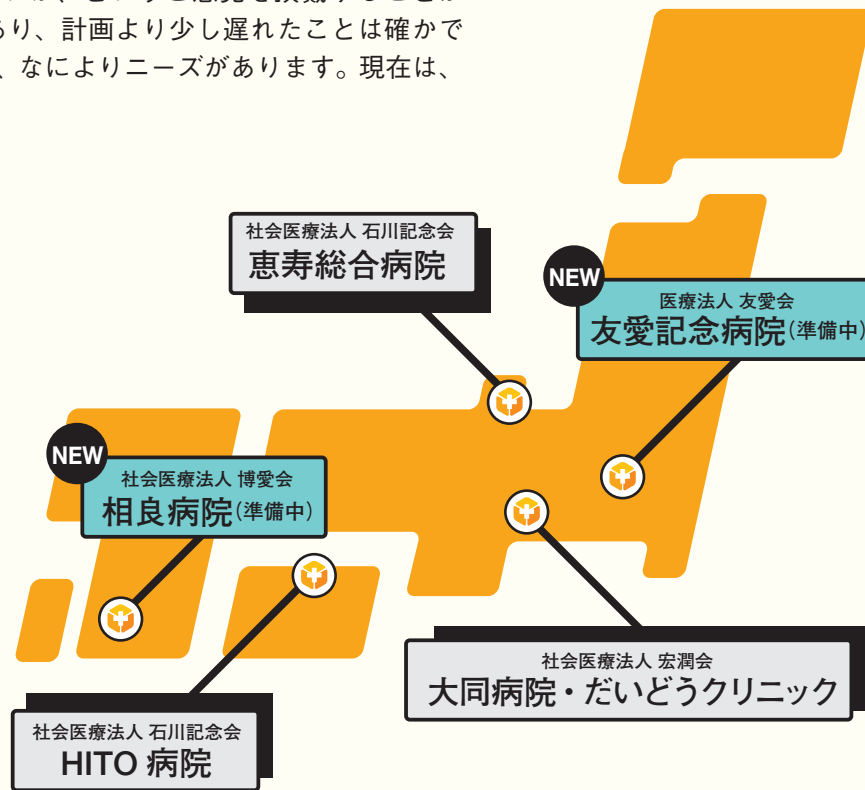 あり、計画より少し遅れたことは確かで
、なによりニーズがあります。現在は、
社会医療法人 石川記念会
恵寿総合病院
NEW
医療法人 友愛会
友愛記念病院(準備中)
NEW
社会医療法人 博愛会
相良病院(準備中)
社会医療法人 宏潤会
大同病院・だいどうクリニック
社会医療法人 石川記念会
HITO 病院